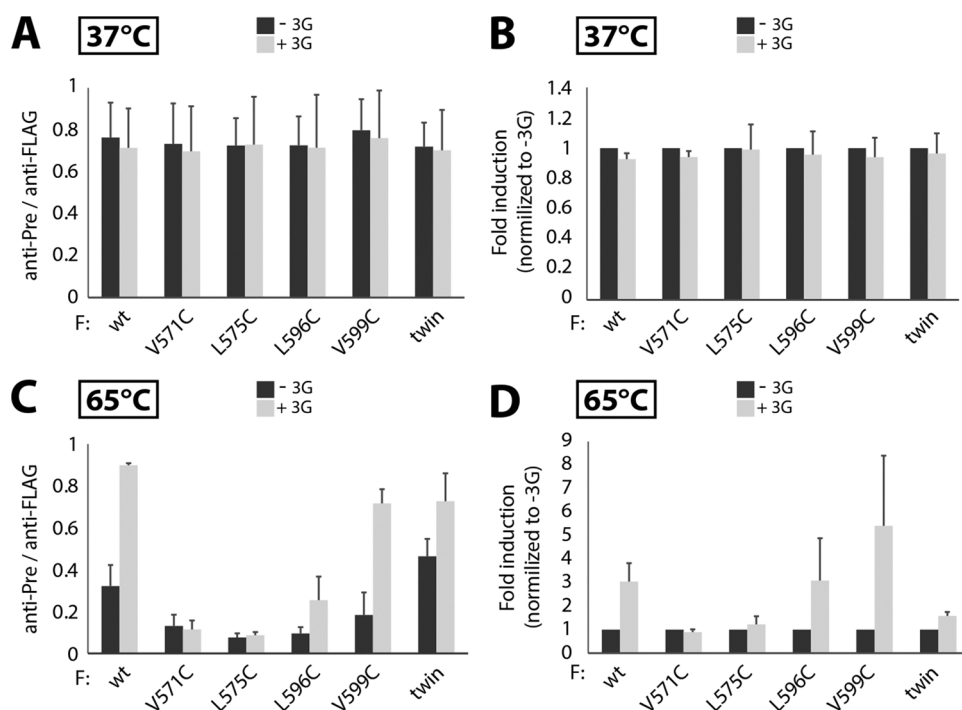 A 37°C - 3G + 3G
anti-Pre / anti-FLAG
1
0.8
0.6
0.4
0.2
0
F: wt V571C L575C L596C V599C twin
B 37°C - 3G + 3G
Fold induction
(normilized to -3G)
1.4
1.2
1
0.8
0.6
0.4
0.2
0
F: wt V571C L575C L596C V599C twin
C 65°C - 3G + 3G
anti-Pre / anti-FLAG
1
0.8
0.6
0.4
0.2
0
F: wt V571C L575C L596C V599C twin
D 65°C - 3G + 3G
Fold induction
(normilized to -3G)
9
8
7
6
5
4
3
2
1
0
F: wt V571C L575C L596C V599C twin